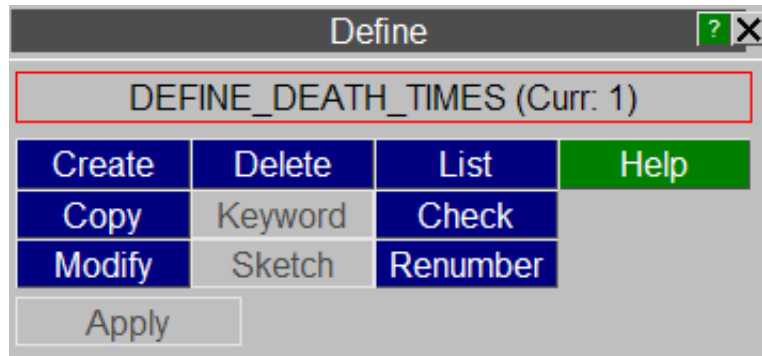 Define ? X
DEFINE_DEATH_TIMES (Curr: 1)
Create Delete List Help
Copy Keyword Check
Modify Sketch Renumber
Apply